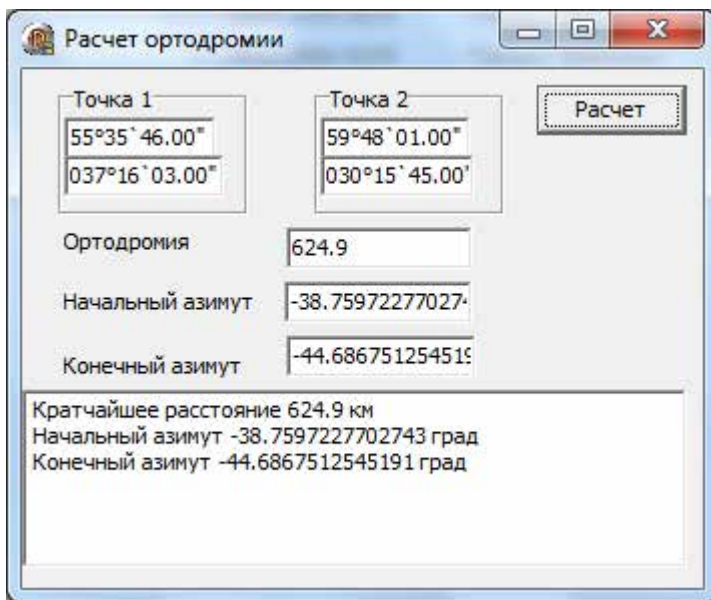 Расчет ортодромии
Точка 1
Точка 2
Расчет
55°35`46.00"
59°48`01.00"
037°16`03.00"
030°15`45.00'
Ортодромия
624.9
Начальный азимут
-38.759722770274
Конечный азимут
-44.6867512545191
Кратчайшее расстояние 624.9 км
Начальный азимут -38.7597227702743 град
Конечный азимут -44.6867512545191 град